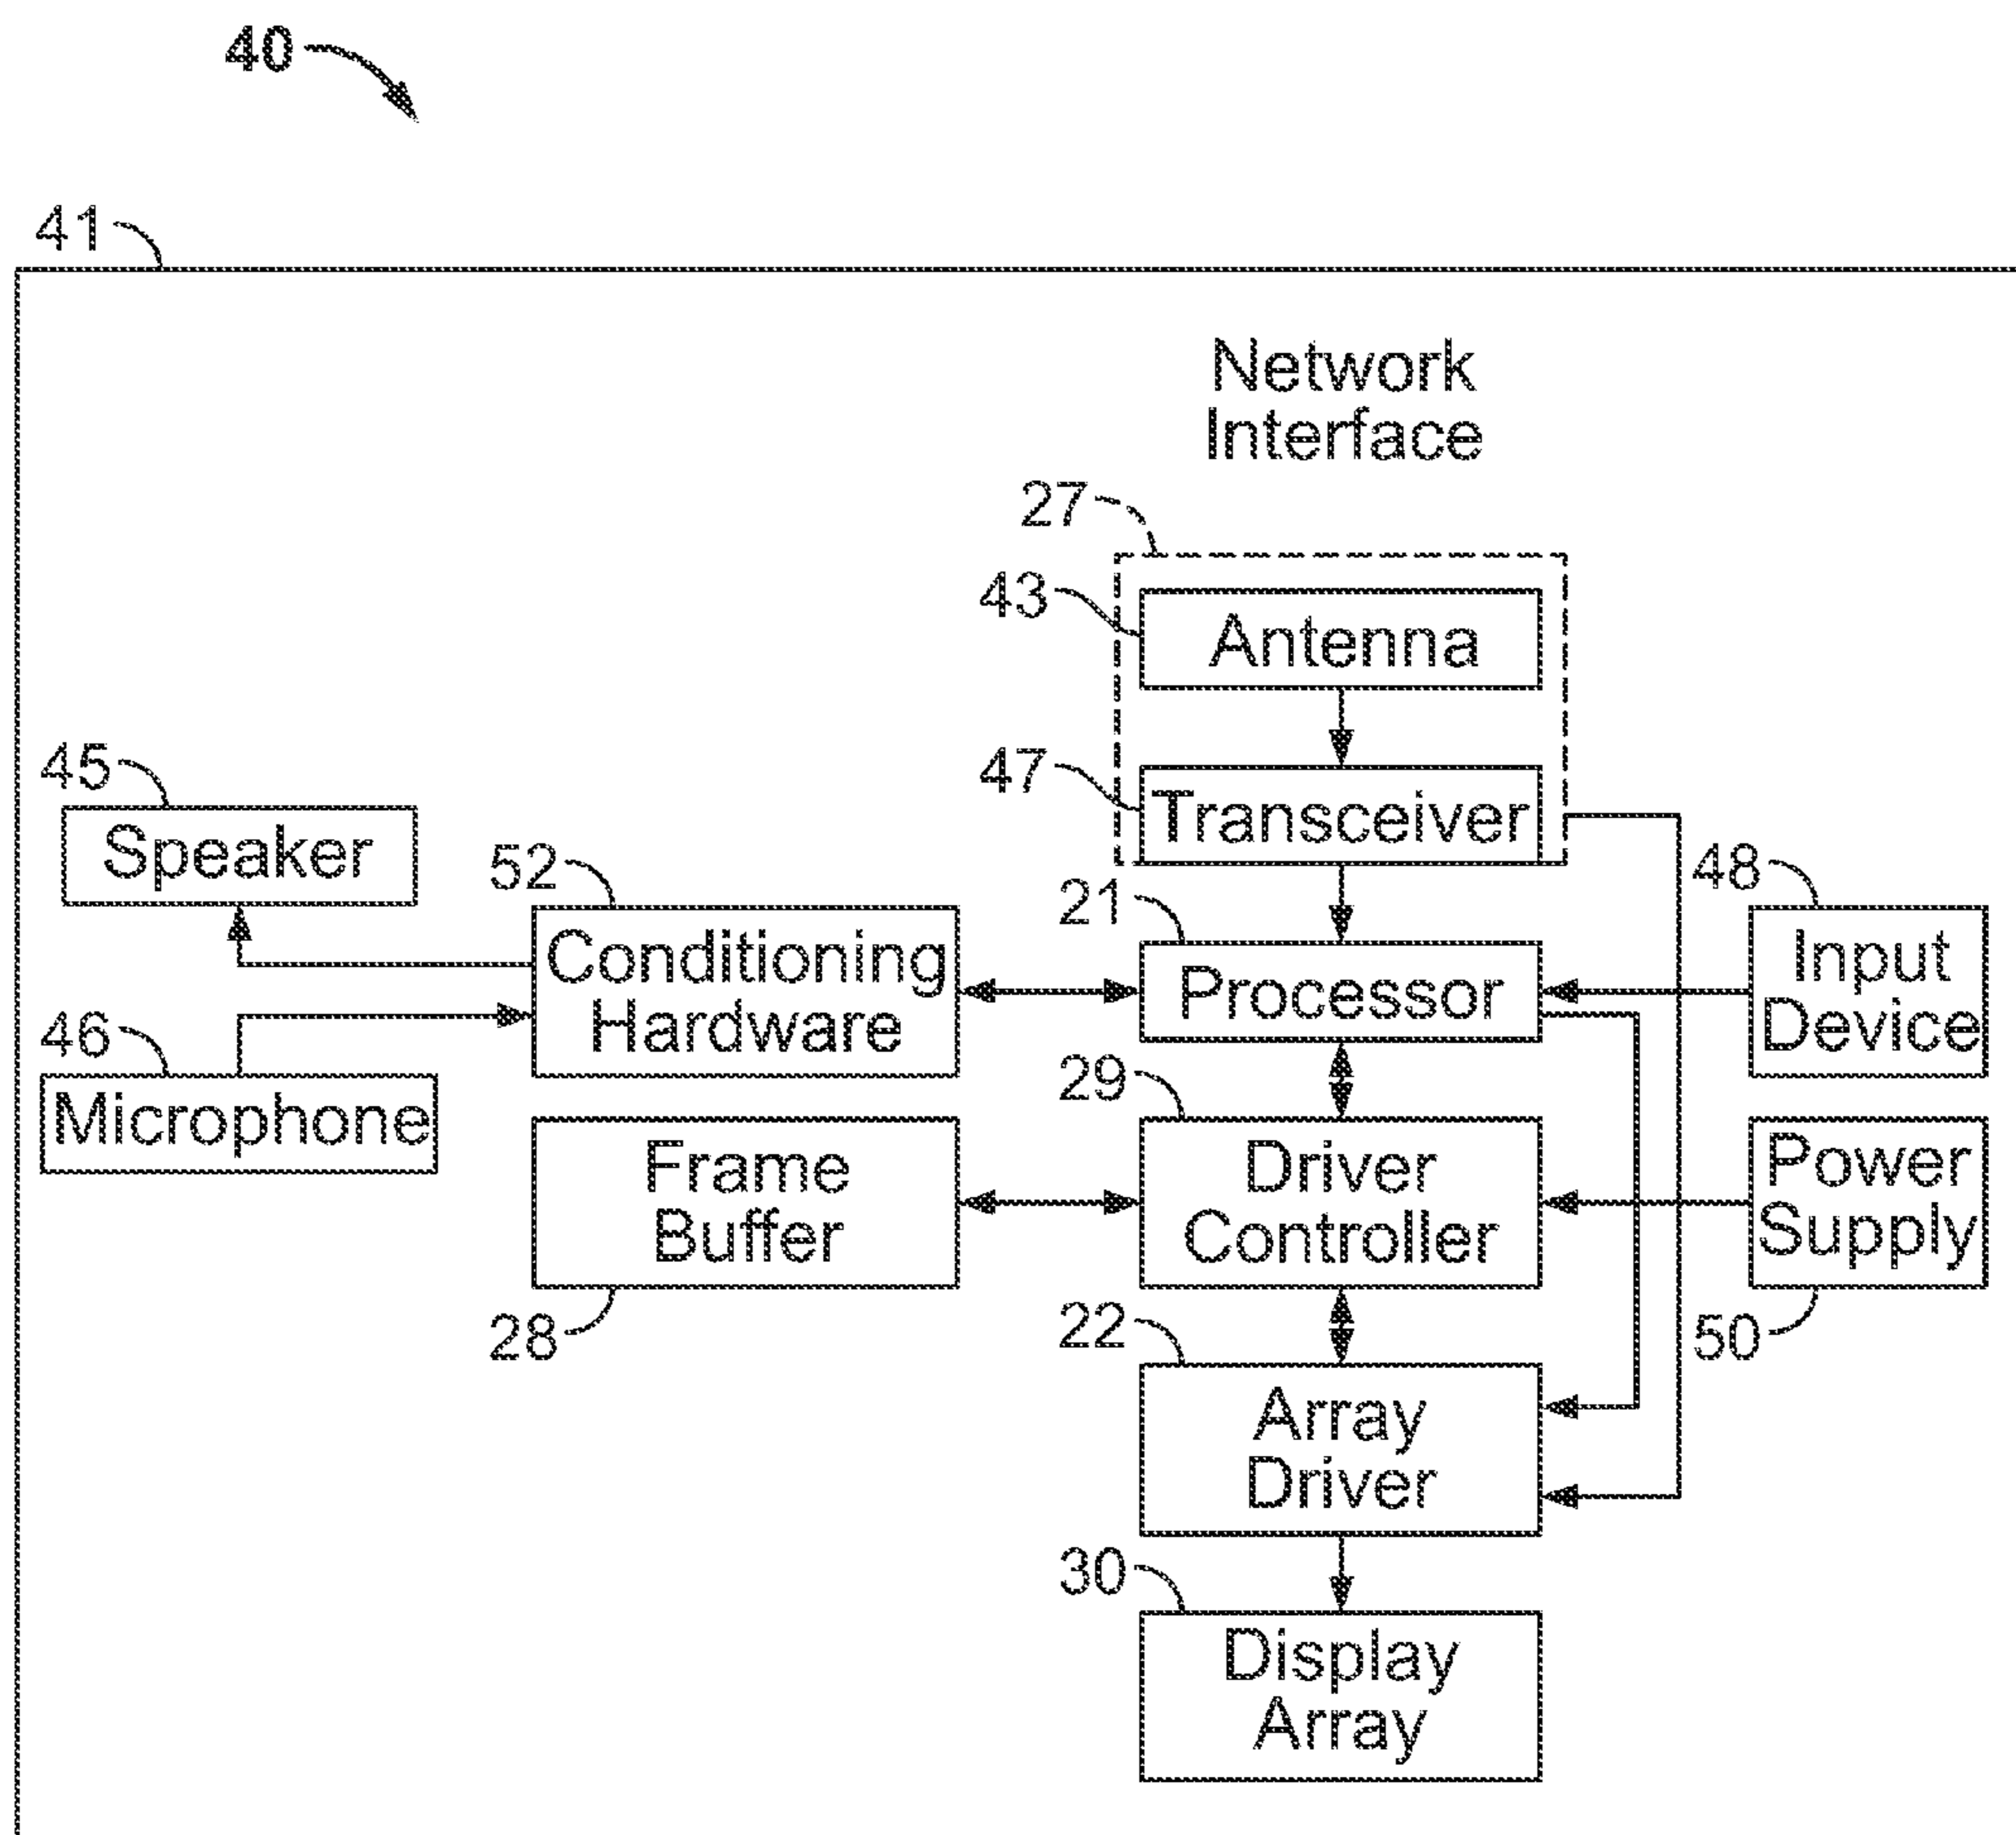 40
41
Network
Interface
27
43
Antenna
47
Transceiver
45
Speaker
52
Conditioning
Hardware
21
Processor
48
Input
Device
46
Microphone
29
Driver
Controller
Frame
Buffer
28
Power
Supply
50
22
Array
Driver
30
Display
Array